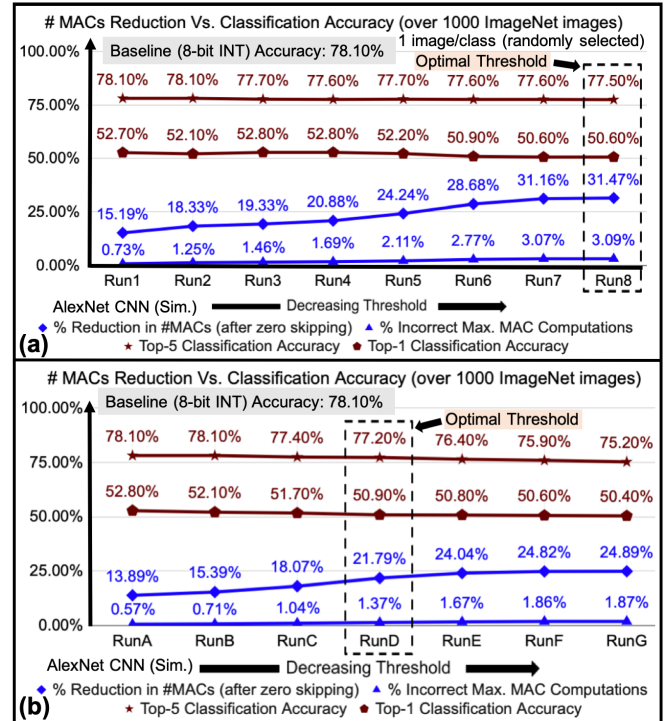 # MACs Reduction Vs. Classification Accuracy (over 1000 ImageNet images)
100.00%
Baseline (8-bit INT) Accuracy: 78.10%
1 image/class (randomly selected)
Optimal Threshold
78.10% 78.10% 77.70% 77.60% 77.70% 77.60% 77.60% 77.50%
75.00%
52.70% 52.10% 52.80% 52.80% 52.20% 50.90% 50.60% 50.60%
50.00%
15.19% 18.33% 19.33% 20.88% 24.24% 28.68% 31.16% 31.47%
25.00%
0.73% 1.25% 1.46% 1.69% 2.11% 2.77% 3.07% 3.09%
0.00%
Run1 Run2 Run3 Run4 Run5 Run6 Run7 Run8
AlexNet CNN (Sim.) Decreasing Threshold
% Reduction in #MACs (after zero skipping) % Incorrect Max. MAC Computations
Top-5 Classification Accuracy Top-1 Classification Accuracy
(a)
# MACs Reduction Vs. Classification Accuracy (over 1000 ImageNet images)
100.00%
Baseline (8-bit INT) Accuracy: 78.10%
Optimal Threshold
78.10% 78.10% 77.40% 77.20% 76.40% 75.90% 75.20%
75.00%
52.80% 52.10% 51.70% 50.90% 50.80% 50.60% 50.40%
50.00%
13.89% 15.39% 18.07% 21.79% 24.04% 24.82% 24.89%
25.00%
0.57% 0.71% 1.04% 1.37% 1.67% 1.86% 1.87%
0.00%
RunA RunB RunC RunD RunE RunF RunG
AlexNet CNN (Sim.) Decreasing Threshold
% Reduction in #MACs (after zero skipping) % Incorrect Max. MAC Computations
Top-5 Classification Accuracy Top-1 Classification Accuracy
(b)